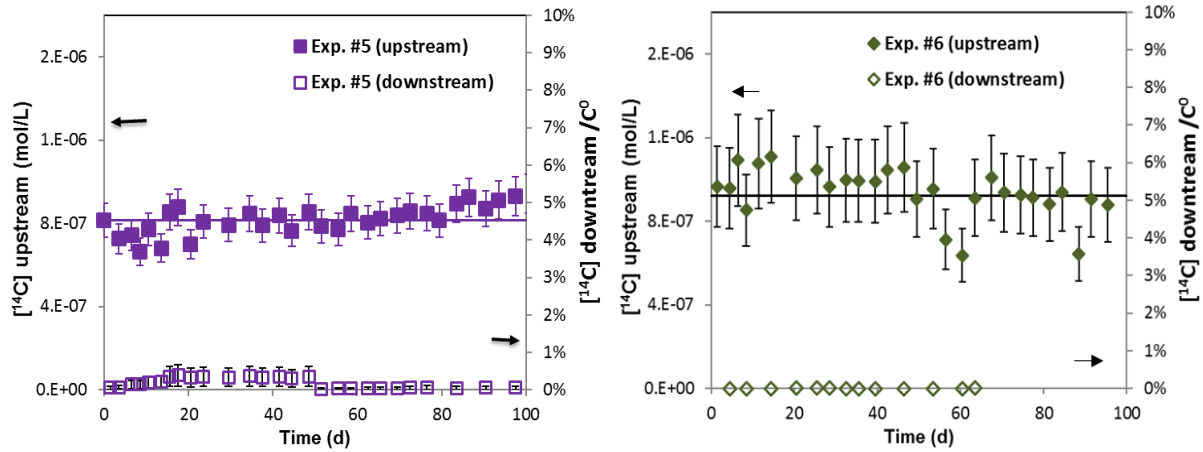 10%
9%
8%
7%
6%
5%
4%
3%
2%
1%
0%
2.E-06
1.E-06
8.E-07
4.E-07
0.E+00
[¹⁴C] upstream (mol/L)
[¹⁴C] downtream /C⁰
Exp. #5 (upstream)
Exp. #5 (downstream)
0 20 40 60 80 100
Time (d)
10%
9%
8%
7%
6%
5%
4%
3%
2%
1%
0%
2.E-06
1.E-06
8.E-07
4.E-07
0.E+00
[¹⁴C] upstream (mol/L)
[¹⁴C] downtream /C⁰
Exp. #6 (upstream)
Exp. #6 (downstream)
0 20 40 60 80 100
Time (d)